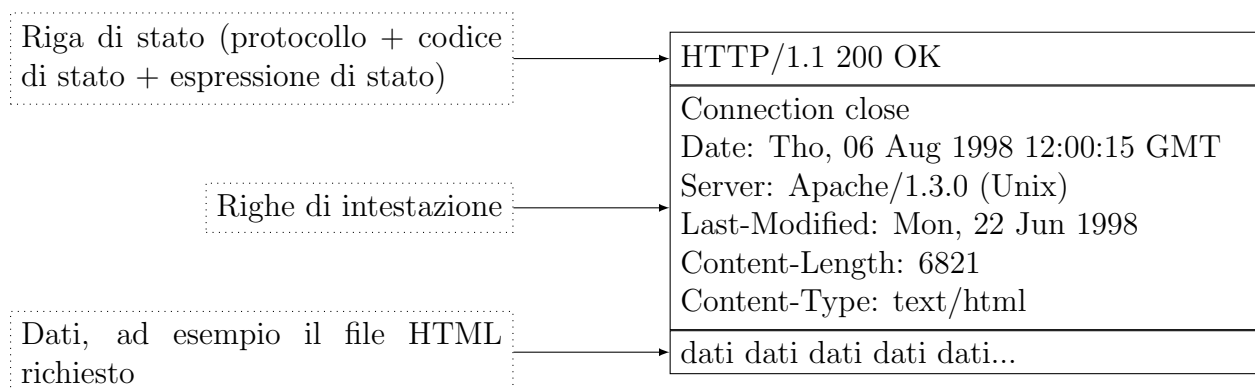 Riga di stato (protocollo + codice
di stato + espressione di stato)
HTTP/1.1 200 OK
Righe di intestazione
Connection close
Date: Tho, 06 Aug 1998 12:00:15 GMT
Server: Apache/1.3.0 (Unix)
Last-Modified: Mon, 22 Jun 1998
Content-Length: 6821
Content-Type: text/html
Dati, ad esempio il file HTML
richiesto
dati dati dati dati dati...